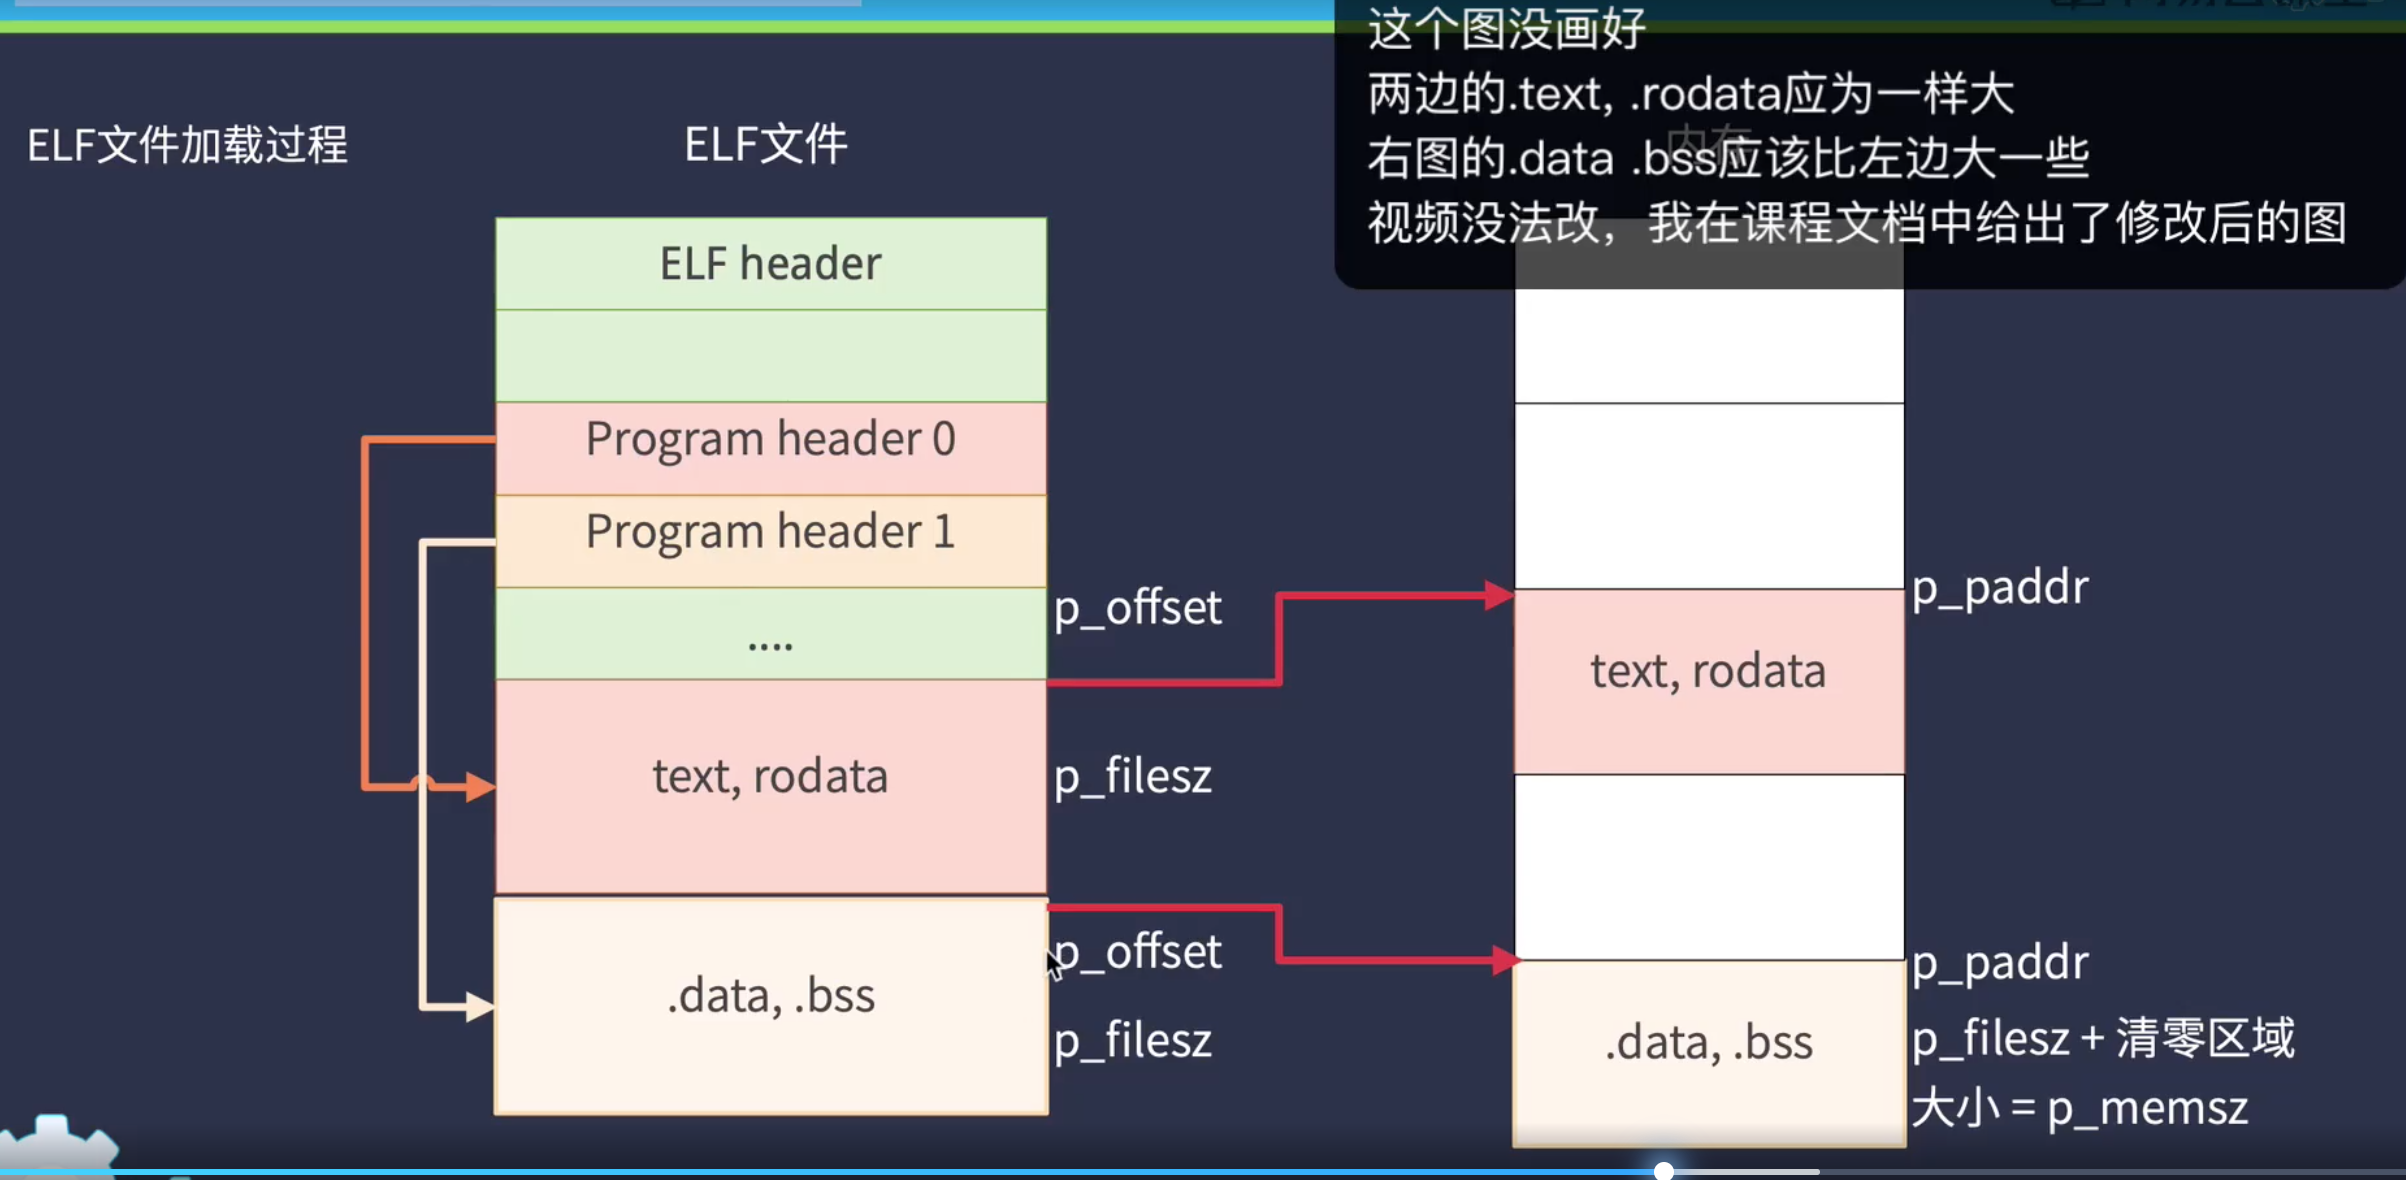 这个图没画好
两边的.text, .rodata应为一样大
右图的.data .bss应该比左边大一些
视频没法改，我在课程文档中给出了修改后的图
ELF文件加载过程
ELF文件
内存
ELF header
Program header 0
Program header 1
....
text, rodata
.data, .bss
p_offset
p_filesz
p_offset
p_filesz
text, rodata
.data, .bss
p_paddr
p_paddr
p_filesz + 清零区域
大小 = p_memsz